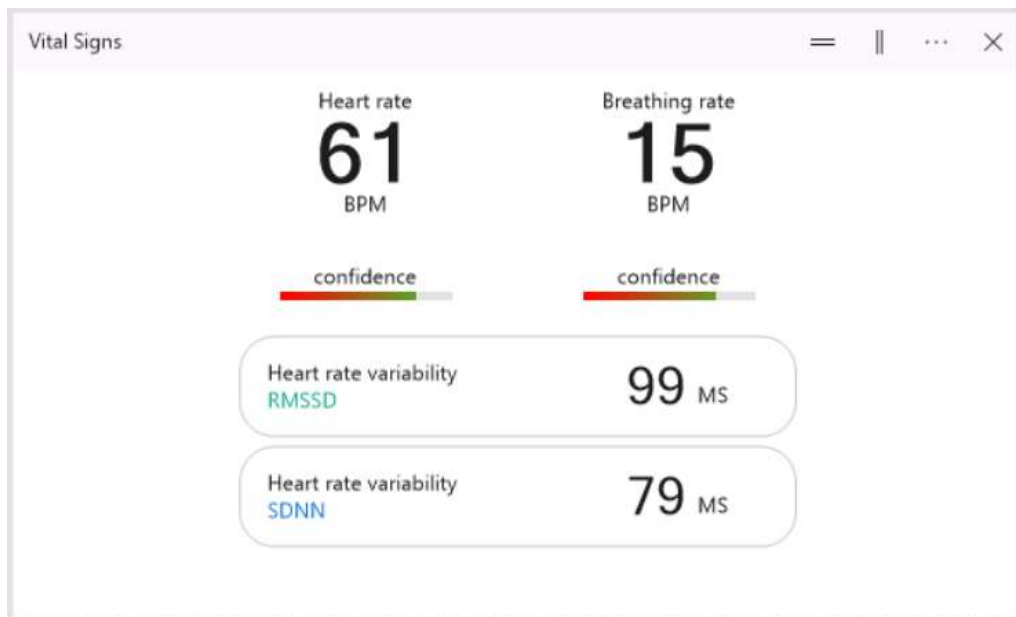 Vital Signs
Heart rate
61
BPM
Breathing rate
15
BPM
confidence
confidence
Heart rate variability
RMSSD
99 MS
Heart rate variability
SDNN
79 MS